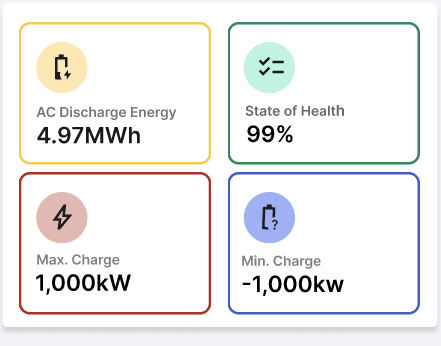 AC Discharge Energy
4.97MWh
State of Health
99%
Max. Charge
1,000kW
Min. Charge
-1,000kw